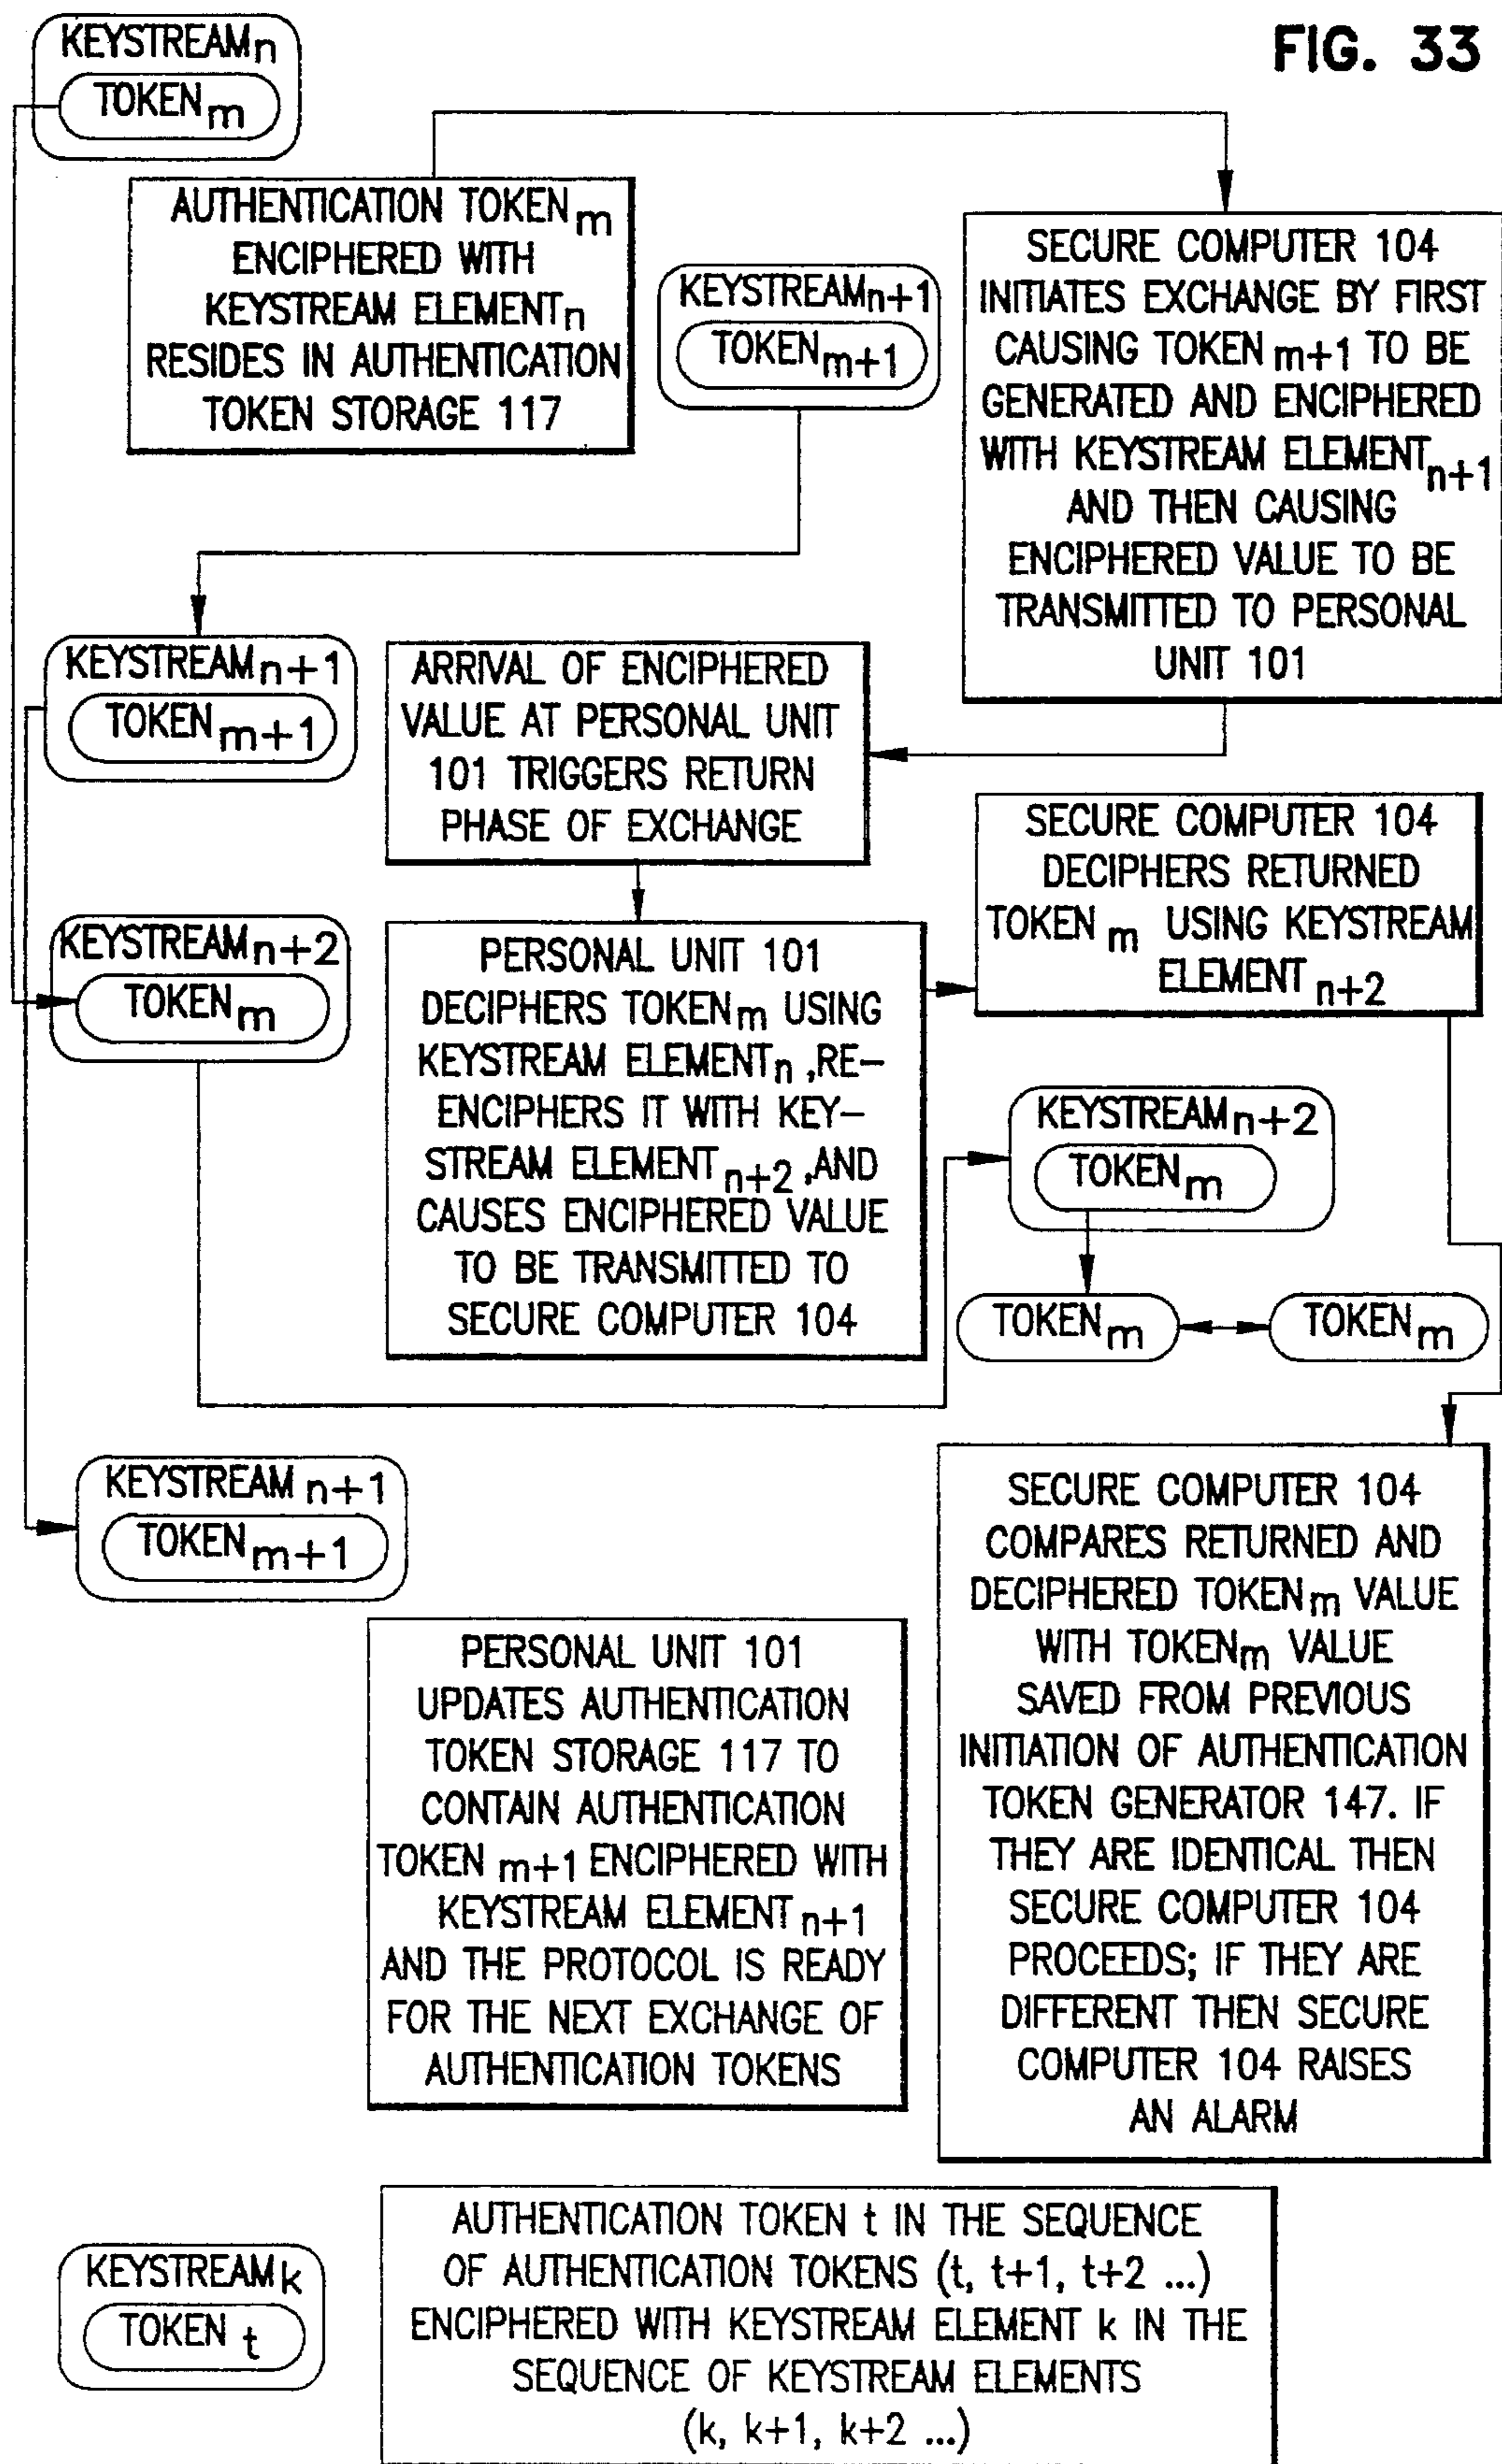 FIG. 33
KEYSTREAMn
TOKENm
AUTHENTICATION TOKENm
ENCIPHERED WITH
KEYSTREAM ELEMENTn
RESIDES IN AUTHENTICATION
TOKEN STORAGE 117
KEYSTREAMn+1
TOKENm+1
SECURE COMPUTER 104
INITIATES EXCHANGE BY FIRST
CAUSING TOKEN m+1 TO BE
GENERATED AND ENCIPHERED
WITH KEYSTREAM ELEMENTn+1
AND THEN CAUSING
ENCIPHERED VALUE TO BE
TRANSMITTED TO PERSONAL
UNIT 101
KEYSTREAMn+1
TOKENm+1
ARRIVAL OF ENCIPHERED
VALUE AT PERSONAL UNIT
101 TRIGGERS RETURN
PHASE OF EXCHANGE
SECURE COMPUTER 104
DECIPHERS RETURNED
TOKEN m USING KEYSTREAM
ELEMENT n+2
KEYSTREAMn+2
TOKENm
PERSONAL UNIT 101
DECIPHERS TOKENm USING
KEYSTREAM ELEMENTn ,RE-
ENCIPHERS IT WITH KEY-
STREAM ELEMENTn+2,AND
CAUSES ENCIPHERED VALUE
TO BE TRANSMITTED TO
SECURE COMPUTER 104
KEYSTREAMn+2
TOKENm
TOKENm
TOKENm
KEYSTREAM n+1
TOKENm+1
PERSONAL UNIT 101
UPDATES AUTHENTICATION
TOKEN STORAGE 117 TO
CONTAIN AUTHENTICATION
TOKEN m+1 ENCIPHERED WITH
KEYSTREAM ELEMENT n+1
AND THE PROTOCOL IS READY
FOR THE NEXT EXCHANGE OF
AUTHENTICATION TOKENS
SECURE COMPUTER 104
COMPARES RETURNED AND
DECIPHERED TOKENm VALUE
WITH TOKENm VALUE
SAVED FROM PREVIOUS
INITIATION OF AUTHENTICATION
TOKEN GENERATOR 147. IF
THEY ARE IDENTICAL THEN
SECURE COMPUTER 104
PROCEEDS; IF THEY ARE
DIFFERENT THEN SECURE
COMPUTER 104 RAISES
AN ALARM
KEYSTREAMk
TOKEN t
AUTHENTICATION TOKEN t IN THE SEQUENCE
OF AUTHENTICATION TOKENS (t, t+1, t+2 ...)
ENCIPHERED WITH KEYSTREAM ELEMENT k IN THE
SEQUENCE OF KEYSTREAM ELEMENTS
(k, k+1, k+2 ...)